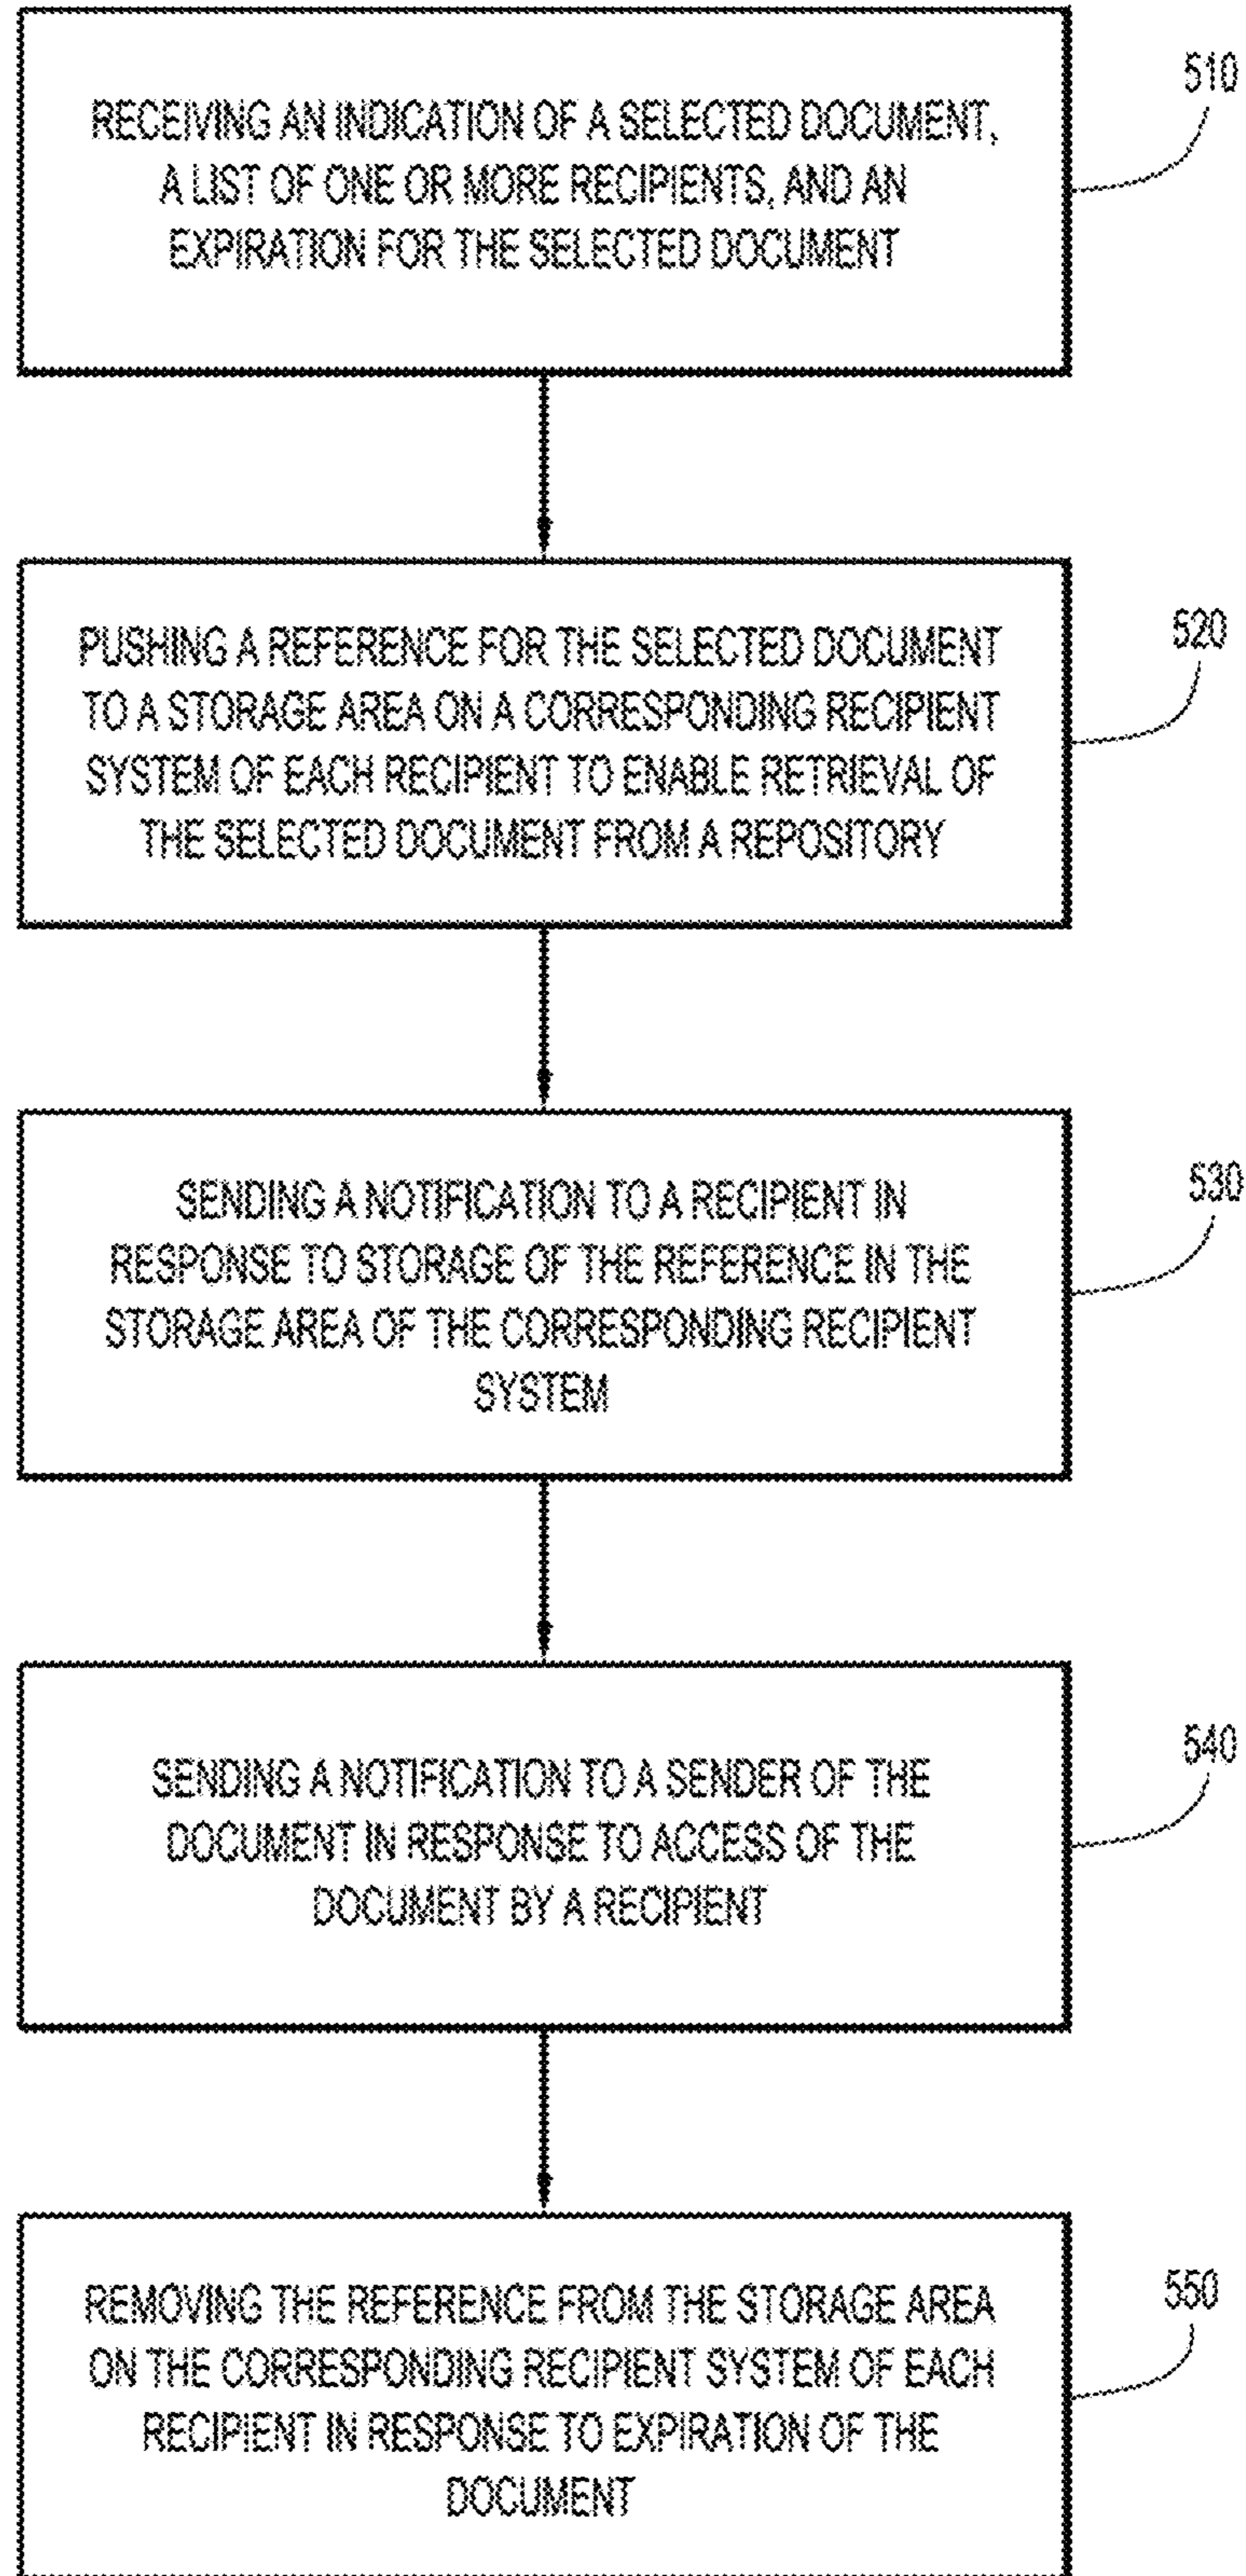 RECEIVING AN INDICATION OF A SELECTED DOCUMENT,
A LIST OF ONE OR MORE RECIPIENTS, AND AN
EXPIRATION FOR THE SELECTED DOCUMENT
510
PUSHING A REFERENCE FOR THE SELECTED DOCUMENT
TO A STORAGE AREA ON A CORRESPONDING RECIPIENT
SYSTEM OF EACH RECIPIENT TO ENABLE RETRIEVAL OF
THE SELECTED DOCUMENT FROM A REPOSITORY
520
SENDING A NOTIFICATION TO A RECIPIENT IN
RESPONSE TO STORAGE OF THE REFERENCE IN THE
STORAGE AREA OF THE CORRESPONDING RECIPIENT
SYSTEM
530
SENDING A NOTIFICATION TO A SENDER OF THE
DOCUMENT IN RESPONSE TO ACCESS OF THE
DOCUMENT BY A RECIPIENT
540
REMOVING THE REFERENCE FROM THE STORAGE AREA
ON THE CORRESPONDING RECIPIENT SYSTEM OF EACH
RECIPIENT IN RESPONSE TO EXPIRATION OF THE
DOCUMENT
550